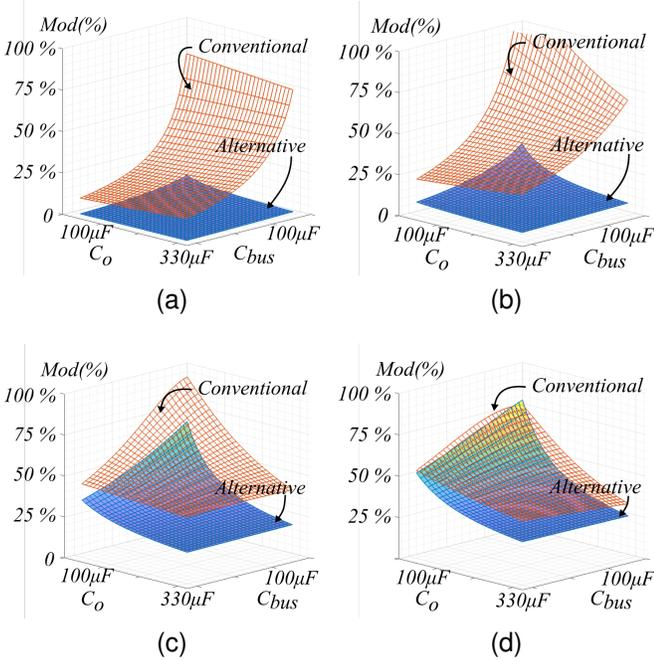 Mod(%)
100 %
Conventional
75 %
50 %
Alternative
25 %
0
100μF
100μF
Co
330μF
Cbus
(a)
Mod(%)
100 %
Conventional
75 %
50 %
Alternative
25 %
0
100μF
100μF
Co
330μF
Cbus
(b)
Mod(%)
100 %
Conventional
75 %
50 %
Alternative
25 %
0
100μF
100μF
Co
330μF
Cbus
(c)
Mod(%)
100 %
Conventional
75 %
50 %
Alternative
25 %
0
100μF
100μF
Co
330μF
Cbus
(d)